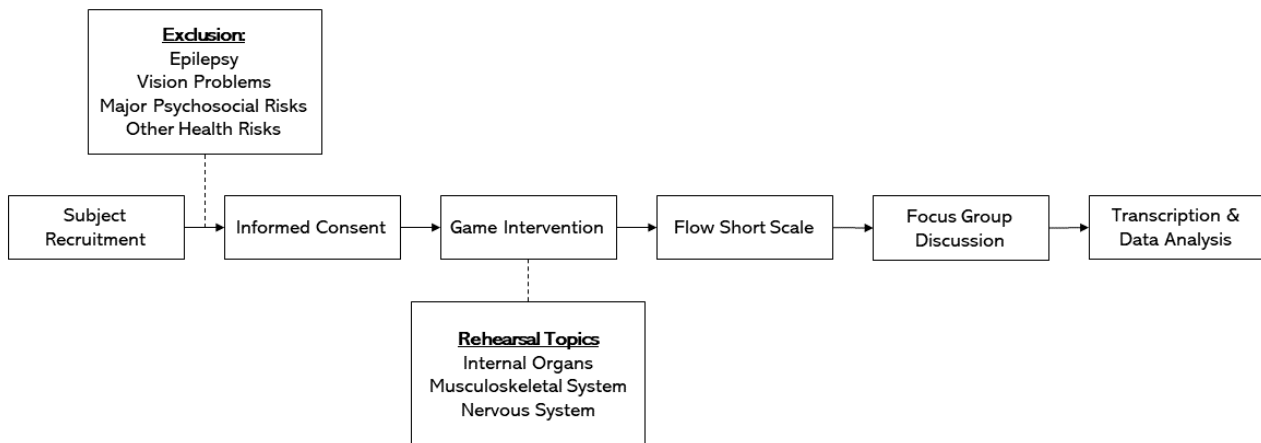 Exclusion:
Epilepsy
Vision Problems
Major Psychosocial Risks
Other Health Risks
Subject
Recruitment
Informed Consent
Game Intervention
Flow Short Scale
Focus Group
Discussion
Transcription &
Data Analysis
Rehearsal Topics
Internal Organs
Musculoskeletal System
Nervous System